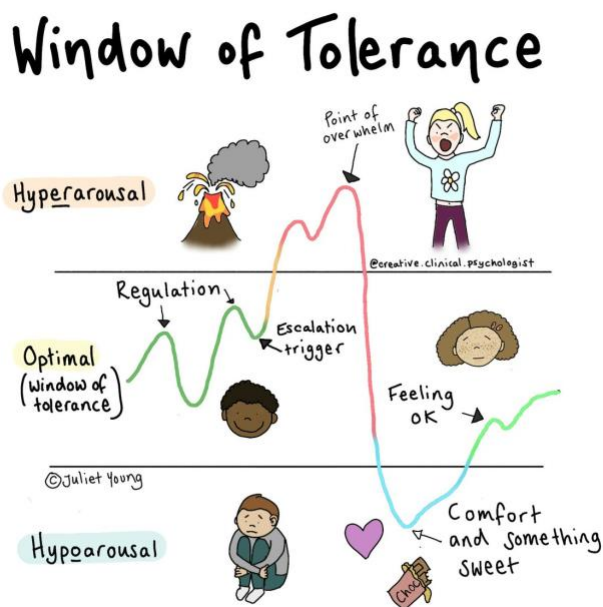 Window of Tolerance
Point of
overwhelm
Hyperarousal
@creative.clinical.psychologist
Regulation
Escalation
trigger
Optimal
(window of
tolerance)
Feeling
OK
©Juliet Young
Hypoarousal
Comfort
and something
sweet
Choc